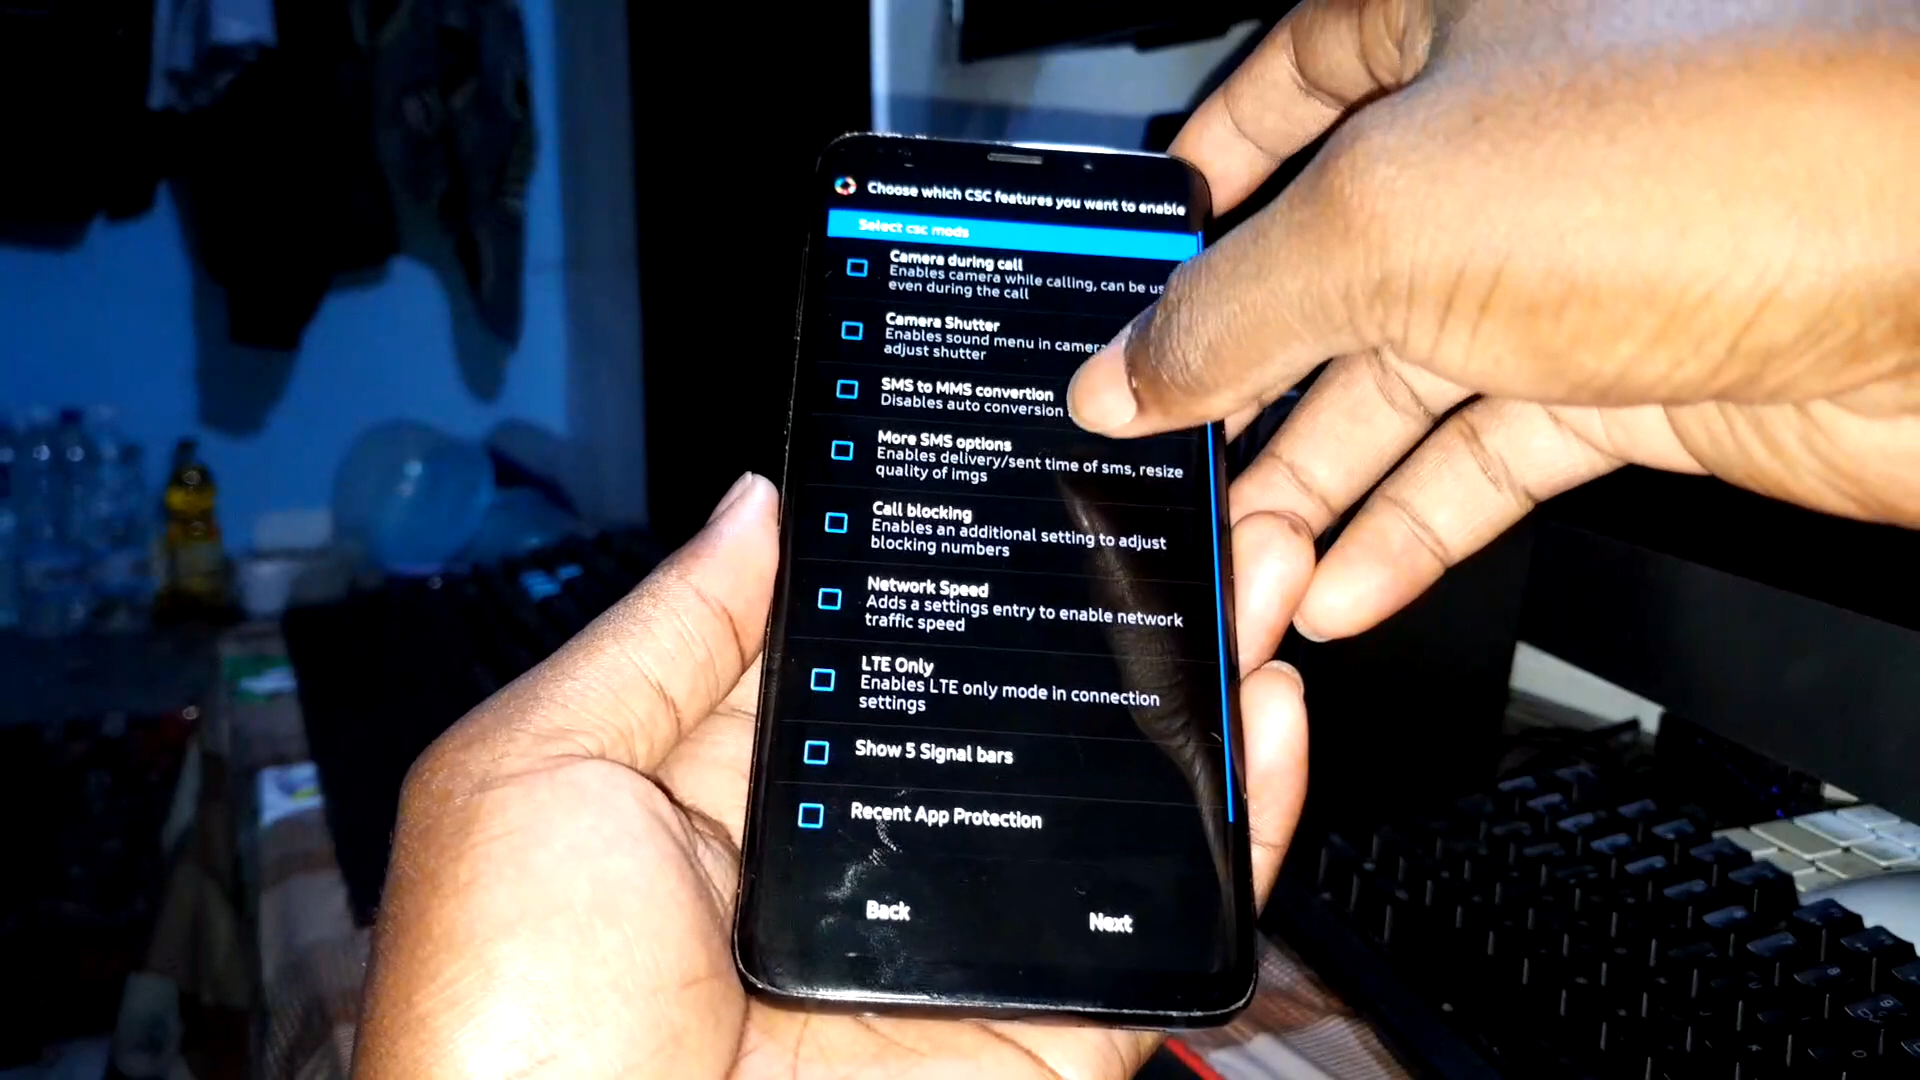 Choose which CSC features you want to enable
Select csc mods
Camera during call
Enables camera while calling, can be
even during the call
Camera Shutter
Enables sound menu in camera
adjust shutter
SMS to MMS convertion
Disables auto conversion
More SMS options
Enables delivery/sent time of sms, resize
quality of imgs
Call blocking
Enables an additional setting to adjust
blocking numbers
Network Speed
Adds a settings entry to enable network
traffic speed
LTE Only
Enables LTE only mode in connection
settings
Show 5 Signal bars
Recent App Protection
Back
Next